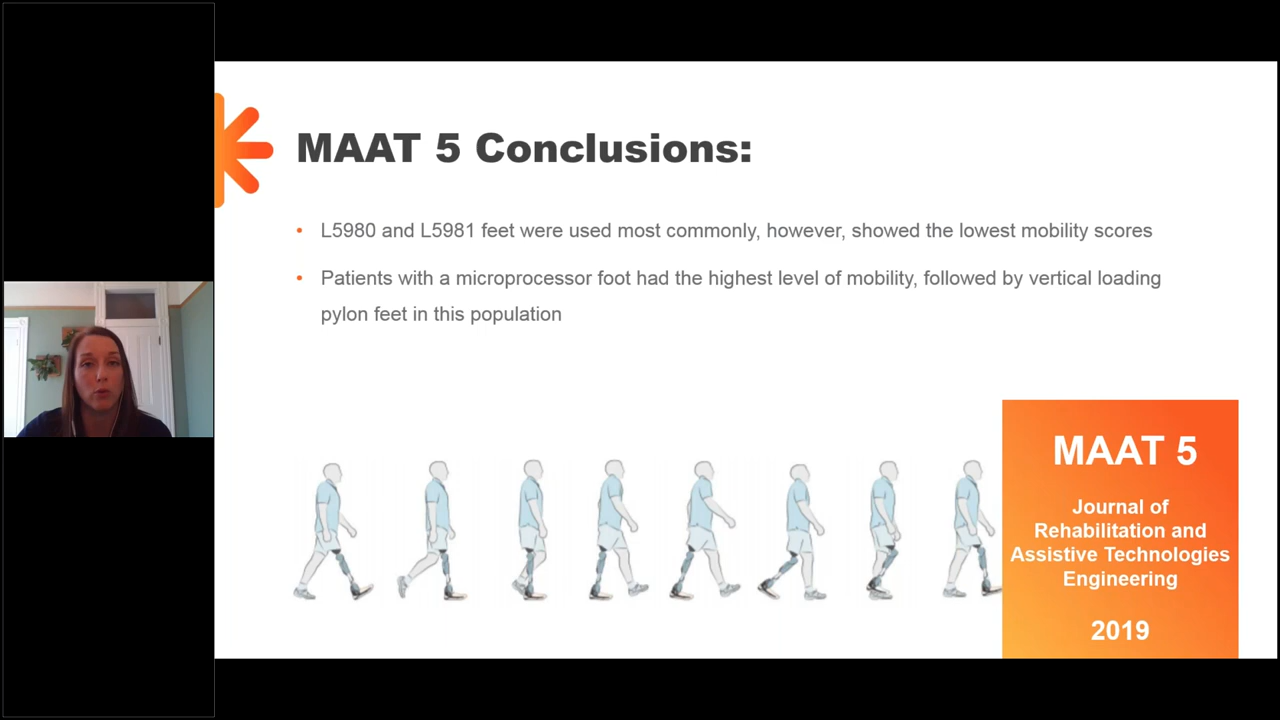 MAAT 5 Conclusions:
• L5980 and L5981 feet were used most commonly, however, showed the lowest mobility scores
• Patients with a microprocessor foot had the highest level of mobility, followed by vertical loading
pylon feet in this population
MAAT 5
Journal of
Rehabilitation and
Assistive Technologies
Engineering
2019